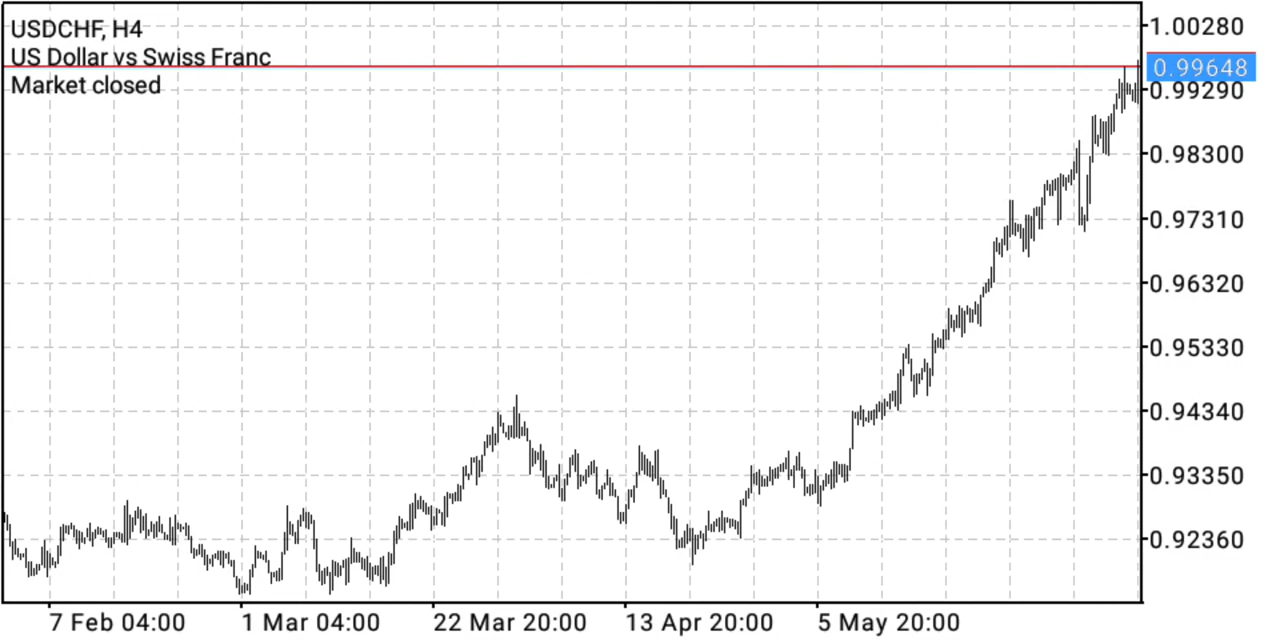 USDCHF, H4
US Dollar vs Swiss Franc
Market closed
1.00280
0.99648
0.99290
0.98300
0.97310
0.96320
0.95330
0.94340
0.93350
0.92360
7 Feb 04:00 1 Mar 04:00 22 Mar 20:00 13 Apr 20:00 5 May 20:00